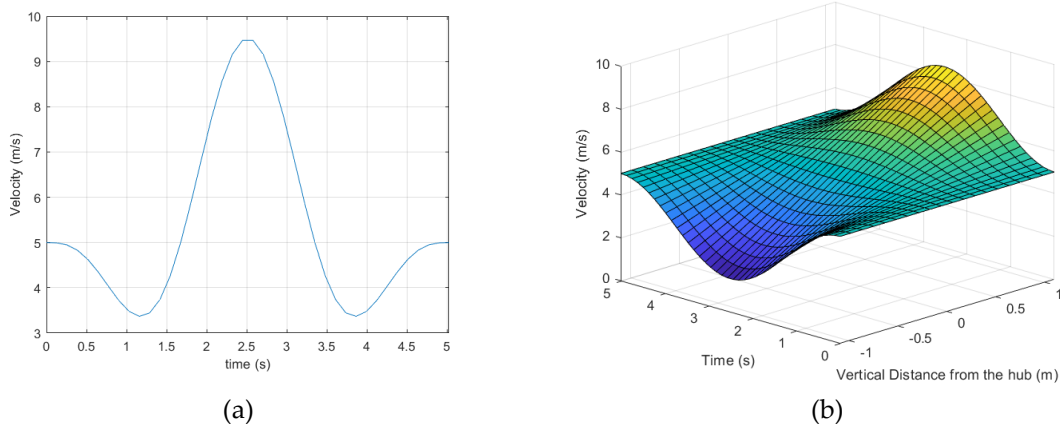 10
9
8
7
6
5
4
3
Velocity (m/s)
0 0.5 1 1.5 2 2.5 3 3.5 4 4.5 5
time (s)
(a)
10
8
6
4
2
0
Velocity (m/s)
5 4 3 2 1 0
Time (s)
-1 -0.5 0 0.5 1
Vertical Distance from the hub (m)
(b)